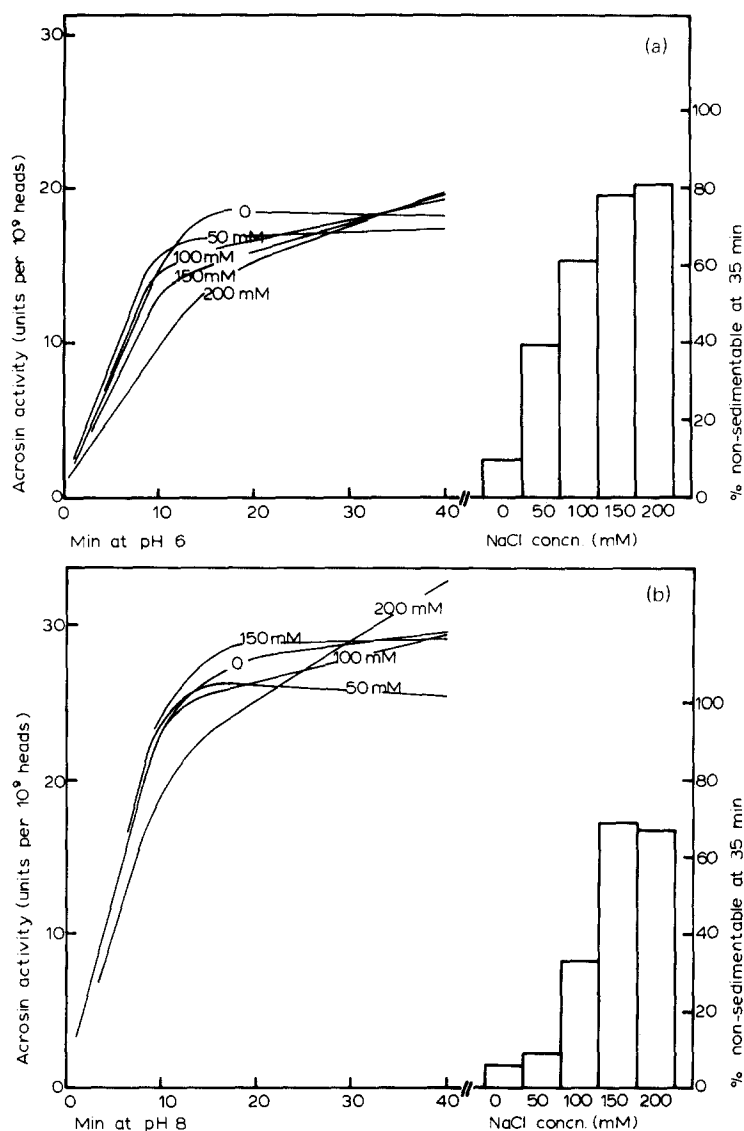 (a)
Acrosin activity (units per 10⁹ heads)
30
20
10
0
0
50 mM
100 mM
150 mM
200 mM
100
80
60
40
20
0
% non-sedimentable at 35 min
0 10 20 30 40
0 50 100 150 200
Min at pH 6
NaCl concn. (mM)
(b)
Acrosin activity (units per 10⁹ heads)
30
20
10
0
200 mM
150 mM
0
100 mM
50 mM
100
80
60
40
20
0
% non-sedimentable at 35 min
0 10 20 30 40
0 50 100 150 200
Min at pH 8
NaCl concn. (mM)